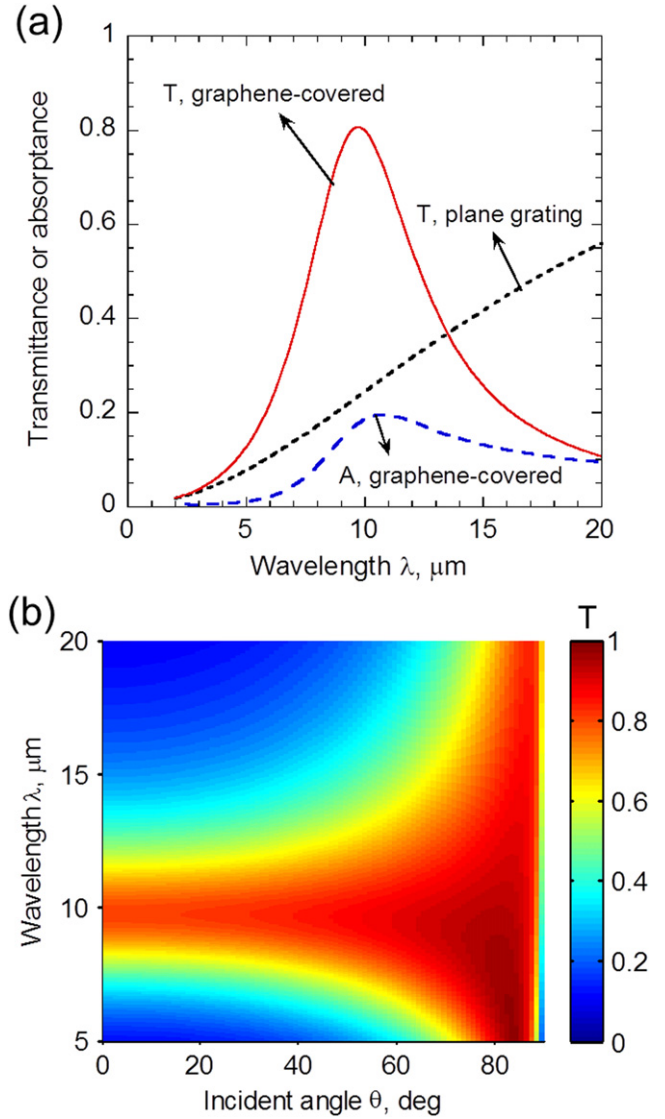 (a)
1
0.8
0.6
0.4
0.2
0
T, graphene-covered
T, plane grating
A, graphene-covered
Transmittance or absorptance
0 5 10 15 20
Wavelength λ, μm
(b)
T
20
15
10
5
Wavelength λ, μm
0 20 40 60 80
Incident angle θ, deg
1
0.8
0.6
0.4
0.2
0